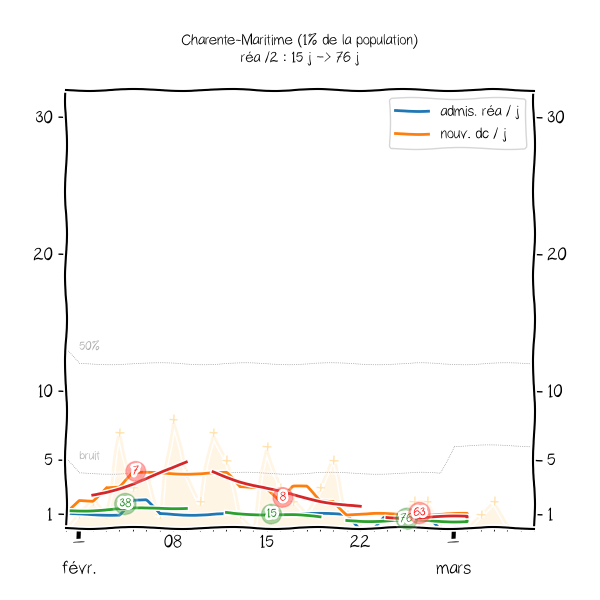 Charente-Maritime (1% de la population)
réa /2 : 15 j -> 76 j
admis. réa / j
nouv. dc / j
30
30
20
20
50%
10
10
bruit
5
5
7
8
38
15
76
63
1
1
08
15
22
févr.
mars